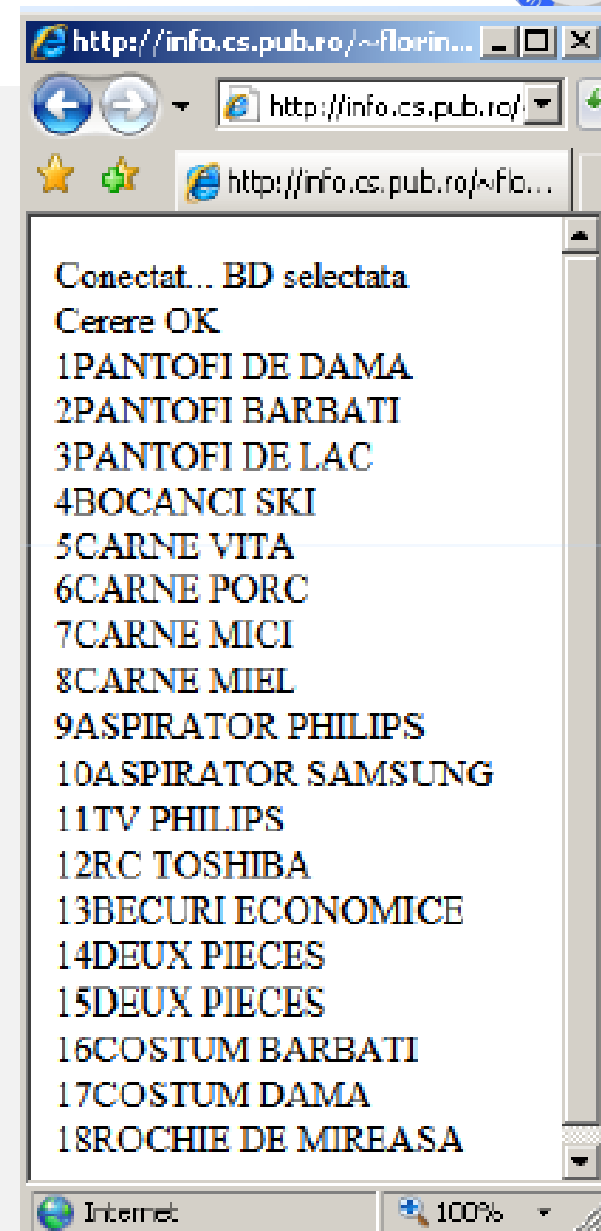 http://info.cs.pub.ro/~florin...
http://info.cs.pub.ro/
http://info.cs.pub.ro/~flo...
Conectat... BD selectata
Cerere OK
1PANTOFI DE DAMA
2PANTOFI BARBATI
3PANTOFI DE LAC
4BOCANCI SKI
5CARNE VITA
6CARNE PORC
7CARNE MICI
8CARNE MIEL
9ASPIRATOR PHILIPS
10ASPIRATOR SAMSUNG
11TV PHILIPS
12RC TOSHIBA
13BECURI ECONOMICE
14DEUX PIECES
15DEUX PIECES
16COSTUM BARBATI
17COSTUM DAMA
18ROCHIE DE MIREASA
Internet 100%